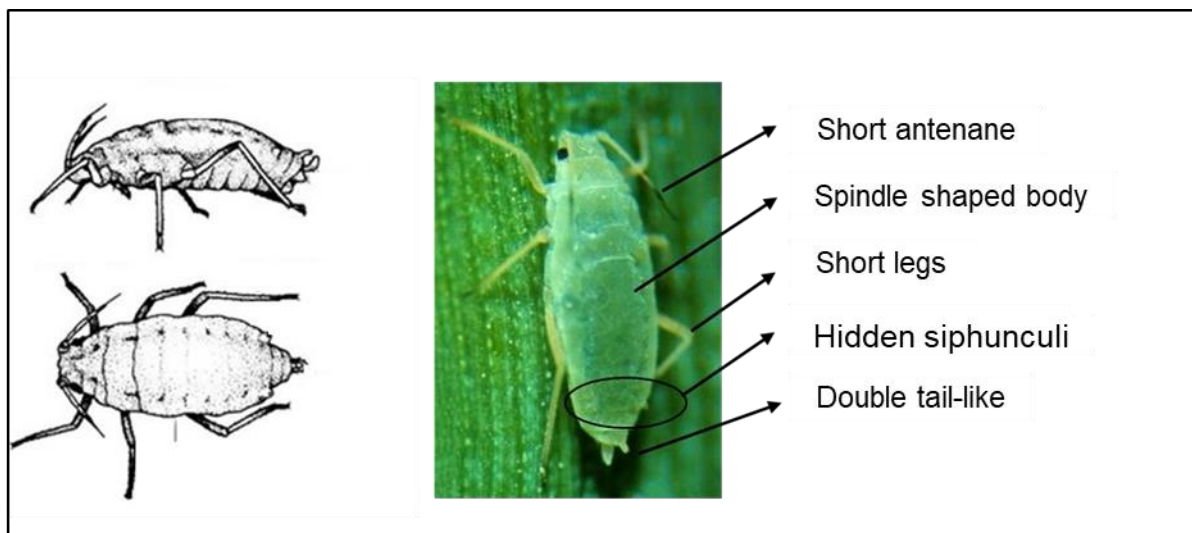 Short antenane
Spindle shaped body
Short legs
Hidden siphunculi
Double tail-like